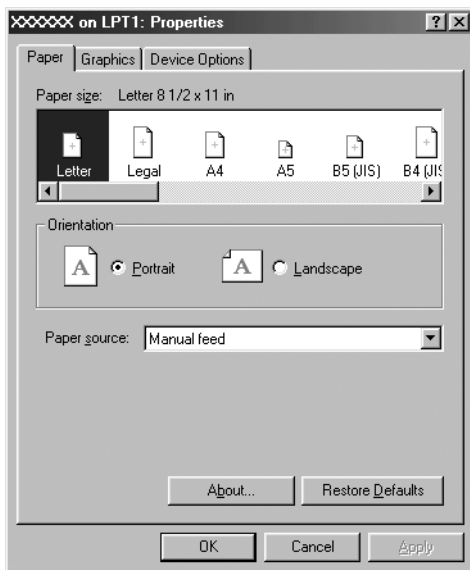 XXXXXX on LPT1: Properties ? X
Paper Graphics Device Options
Paper size: Letter 8 1/2 x 11 in
Letter Legal A4 A5 B5 (JIS) B4 (JIS
Orientation
A Portrait A Landscape
Paper source: Manual feed
About... Restore Defaults
OK Cancel Apply